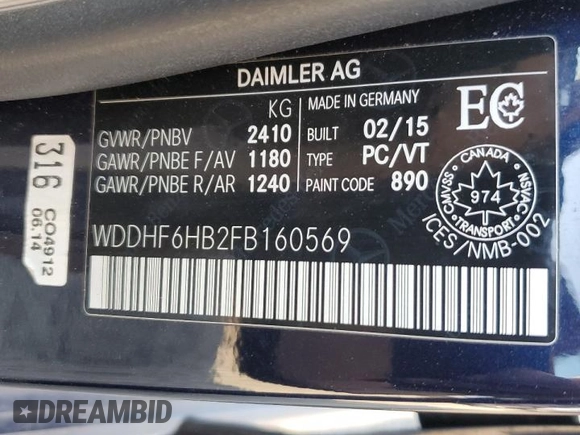 DAIMLER AG
KG
GVWR/PNBV 2410
GAWR/PNBE F/AV 1180
GAWR/PNBE R/AR 1240
MADE IN GERMANY
BUILT 02/15
TYPE PC/VT
PAINT CODE 890
EC
CANADA
SVMAC NSVAC
974
TRANSPORT
ICES/NMB-002
WDDHF6HB2FB160569
316
CO4912
06.14
DREAMBID